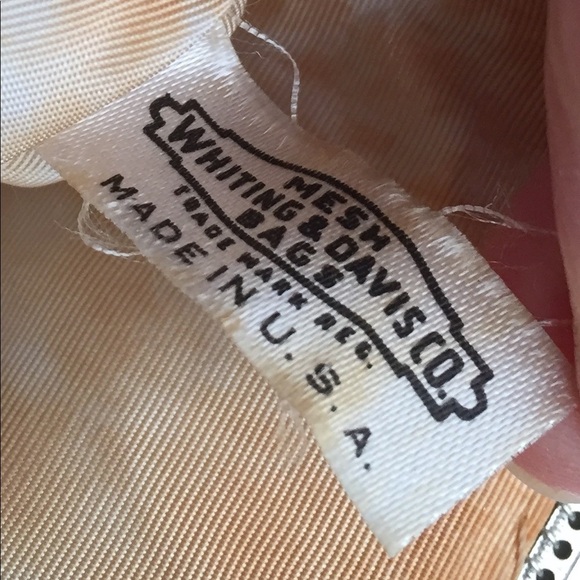 MESH
WHITING & DAVIS CO.
BAGS
TRADE MARK REG.
MADE IN U.S.A.